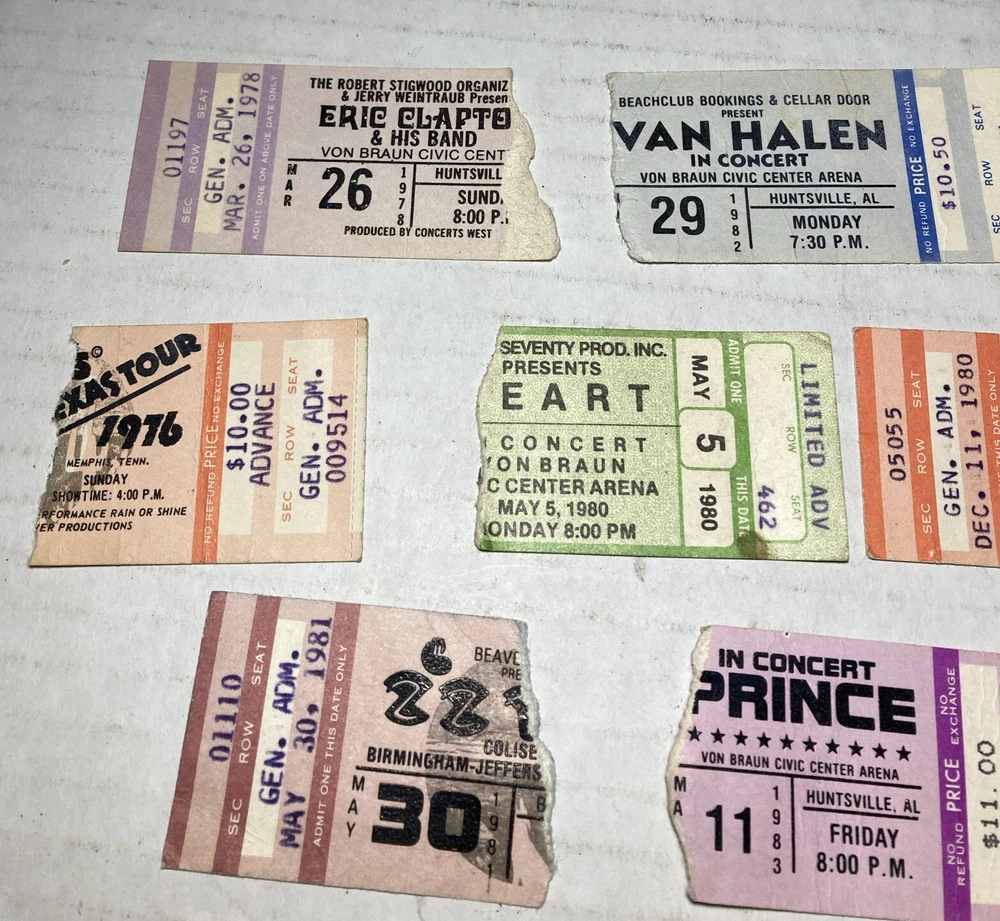 01197
SEC ROW SEAT
GEN. ADM.
MAR. 26, 1978
ADMIT ONE ON ABOVE DATE ONLY
THE ROBERT STIGWOOD ORGANIZ
& JERRY WEINTRAUB Presen
ERIC CLAPTO
& HIS BAND
VON BRAUN CIVIC CENT
MAR
26
1978
HUNTSVILL
SUND
8:00 P.
PRODUCED BY CONCERTS WEST
BEACHCLUB BOOKINGS & CELLAR DOOR
PRESENT
VAN HALEN
IN CONCERT
VON BRAUN CIVIC CENTER ARENA
29
1982
HUNTSVILLE, AL
MONDAY
7:30 P.M.
NO REFUND PRICE NO EXCHANGE
$10.50
SEC ROW SEAT
S©
EXAS TOUR
1976
MEMPHIS, TENN.
SUNDAY
SHOWTIME: 4:00 P.M.
RFORMANCE RAIN OR SHINE
ER PRODUCTIONS
NO REFUND PRICE NO EXCHANGE
$10.00
ADVANCE
SEC ROW SEAT
GEN. ADM.
009514
SEVENTY PROD. INC.
PRESENTS
EART
CONCERT
VON BRAUN
C CENTER ARENA
MAY 5, 1980
ONDAY 8:00 PM
MAY
5
1980
ADMIT ONE THIS DATE
SEC ROW SEAT
LIMITED ADV
462
05055
SEC ROW SEAT
GEN. ADM.
DEC. 11, 1980
THIS DATE ONLY
01110
SEC ROW SEAT
GEN. ADM.
MAY 30, 1981
ADMIT ONE THIS DATE ONLY
BEAVE
PRE
ZZ
COLISE
BIRMINGHAM-JEFFERS
MAY
30
1981
B
IN CONCERT
PRINCE
★★★★★★★★★★
VON BRAUN CIVIC CENTER ARENA
MA
11
1983
HUNTSVILLE, AL
FRIDAY
8:00 P.M.
NO REFUND PRICE NO EXCHANGE
$11.00